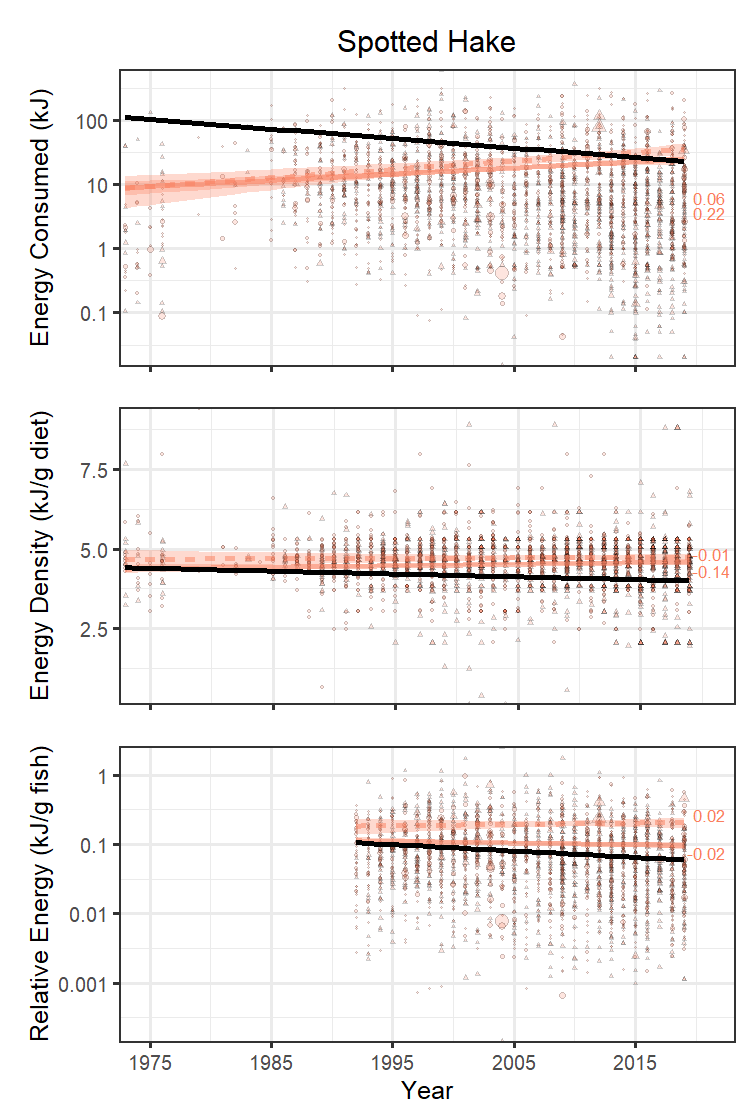 Spotted Hake
Energy Consumed (kJ)
100
10
1
0.1
0.06
0.22
Energy Density (kJ/g diet)
7.5
5.0
2.5
-0.01
0.14
Relative Energy (kJ/g fish)
1
0.1
0.01
0.001
0.02
-0.02
1975 1985 1995 2005 2015
Year